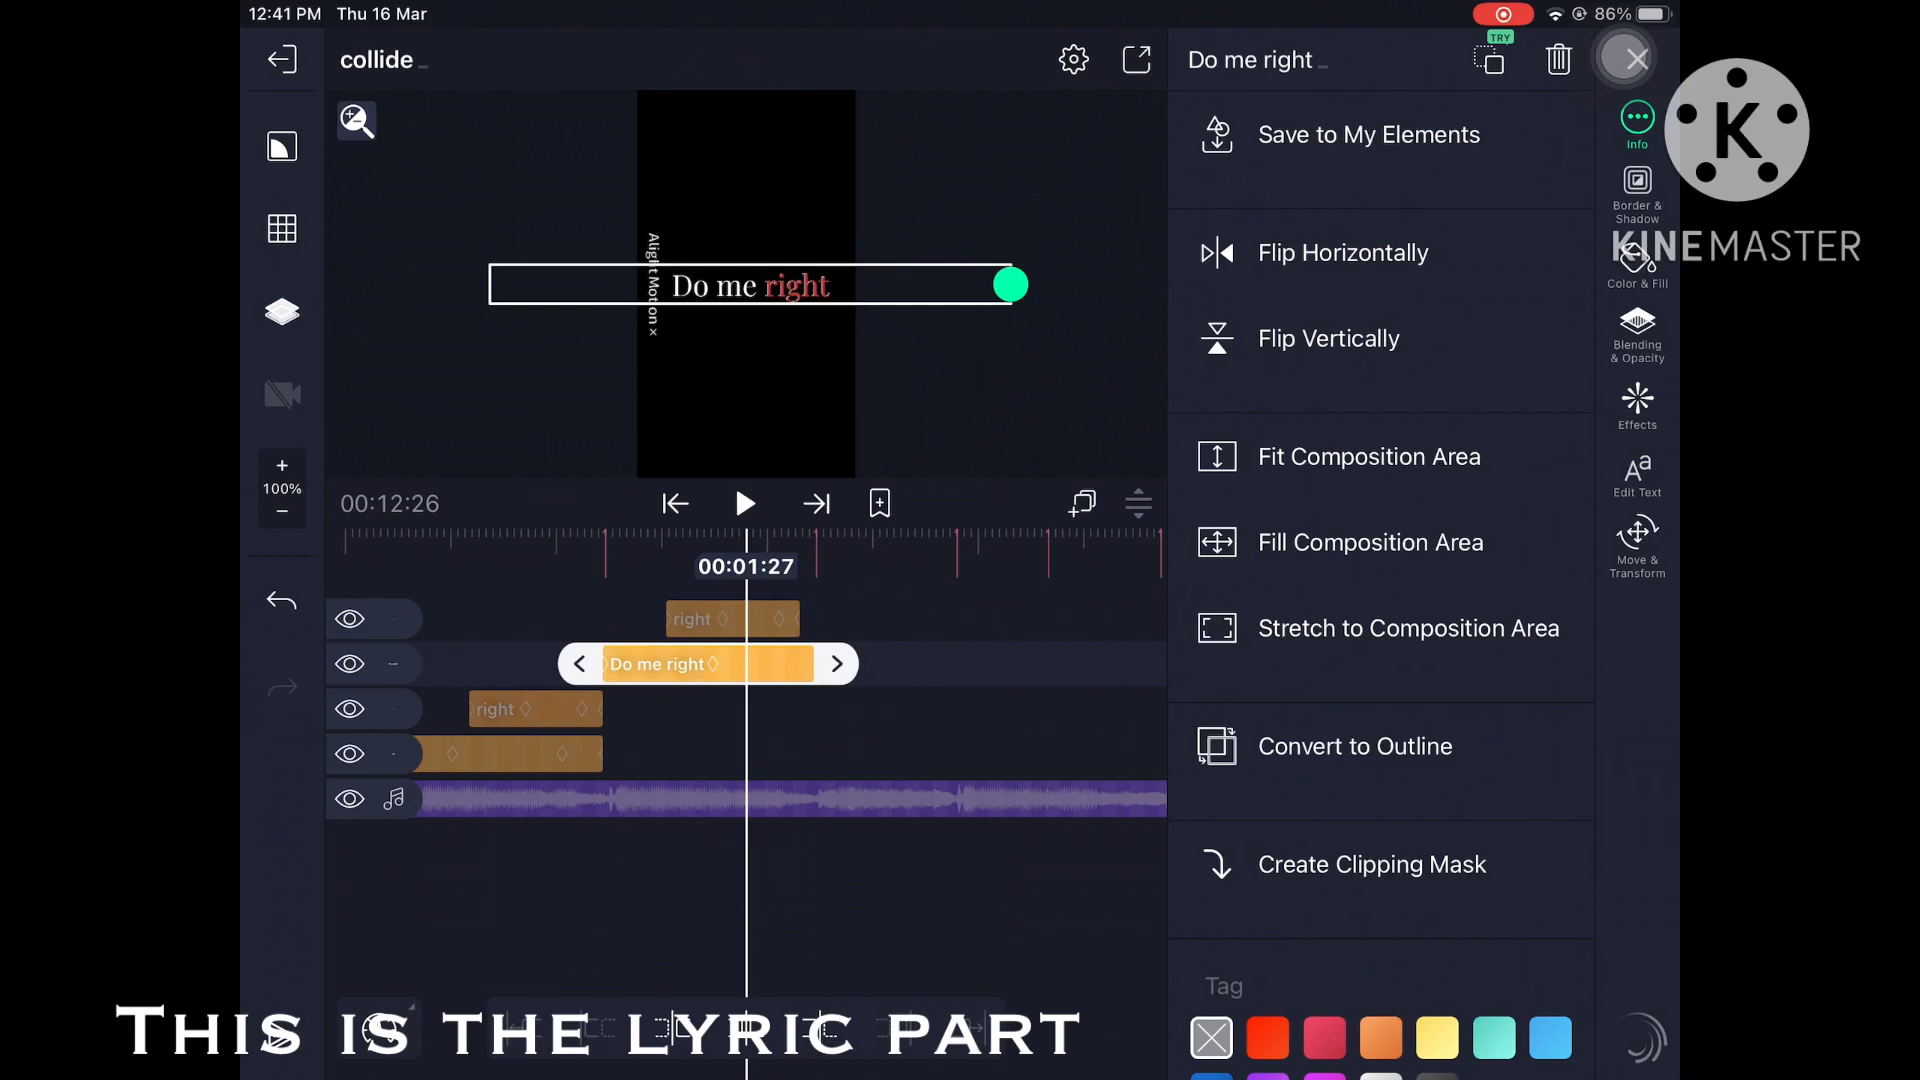 12:41 PM Thu 16 Mar
86%
collide
Do me right
TRY
Info
Border &
Shadow
Color & Fill
Blending
& Opacity
Effects
Edit Text
Move &
Transform
K
KINEMASTER
Save to My Elements
Flip Horizontally
Flip Vertically
Fit Composition Area
Fill Composition Area
Stretch to Composition Area
Convert to Outline
Create Clipping Mask
Tag
Alight Motion ×
Do me right
+
100%
−
00:12:26
00:01:27
right
Do me right
right
THIS IS THE LYRIC PART